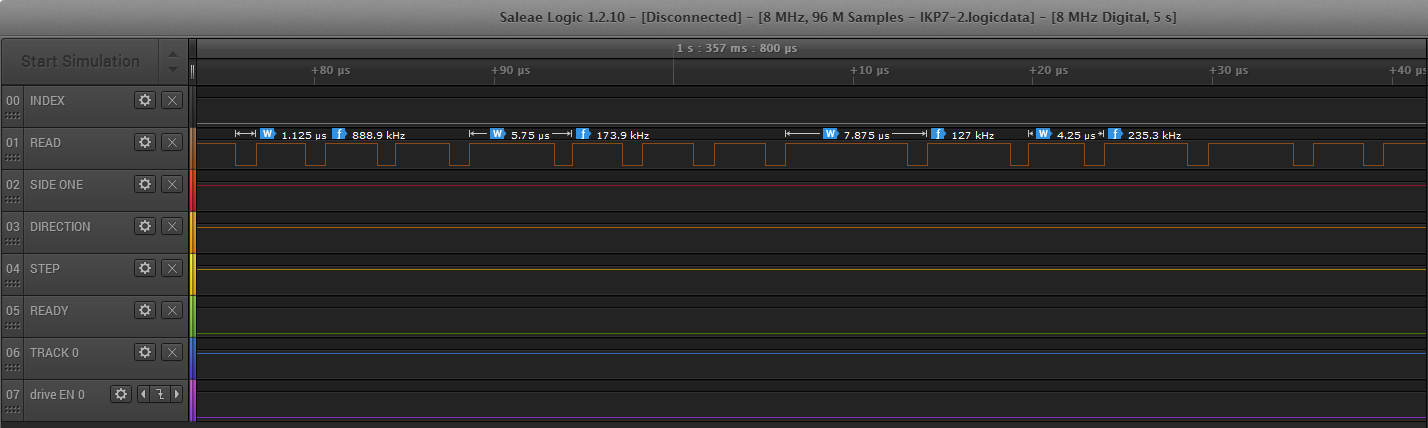 Saleae Logic 1.2.10 - [Disconnected] - [8 MHz, 96 M Samples - IKP7-2.logicdata] - [8 MHz Digital, 5 s]
Start Simulation
1 s : 357 ms : 800 µs
+80 µs +90 µs +10 µs +20 µs +30 µs +40 µs
00 INDEX
W 1.125 µs f 888.9 kHz W 5.75 µs f 173.9 kHz W 7.875 µs f 127 kHz W 4.25 µs f 235.3 kHz
01 READ
02 SIDE ONE
03 DIRECTION
04 STEP
05 READY
06 TRACK 0
07 drive EN 0